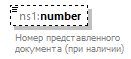 ns1:number
Номер представленного
документа (при наличии)